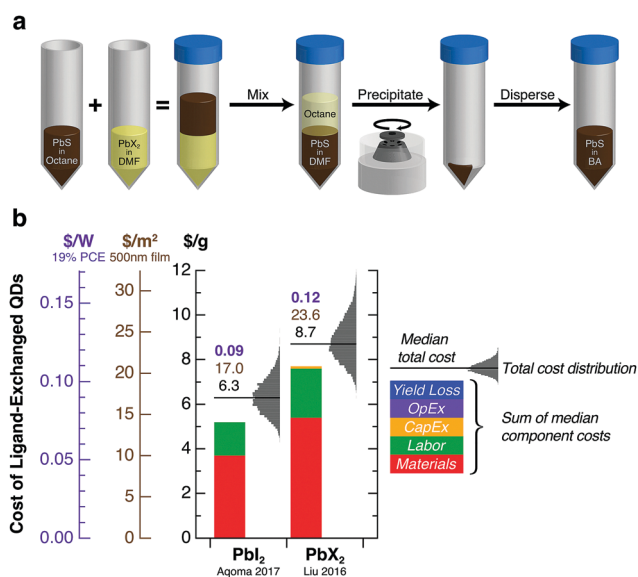 a
PbS
in
Octane
+
PbX₂
in
DMF
=
Mix
Octane
PbS
in
DMF
Precipitate
Disperse
PbS
in
BA
b
Cost of Ligand-Exchanged QDs
$/W
19% PCE
0.15
0.10
0.05
0.00
$/m²
500nm film
30
25
20
15
10
5
0
$/g
12
10
8
6
4
2
0
0.09
17.0
6.3
0.12
23.6
8.7
PbI₂
Aqoma 2017
PbX₂
Liu 2016
Median
total cost
Total cost distribution
Yield Loss
OpEx
CapEx
Labor
Materials
Sum of median
component costs